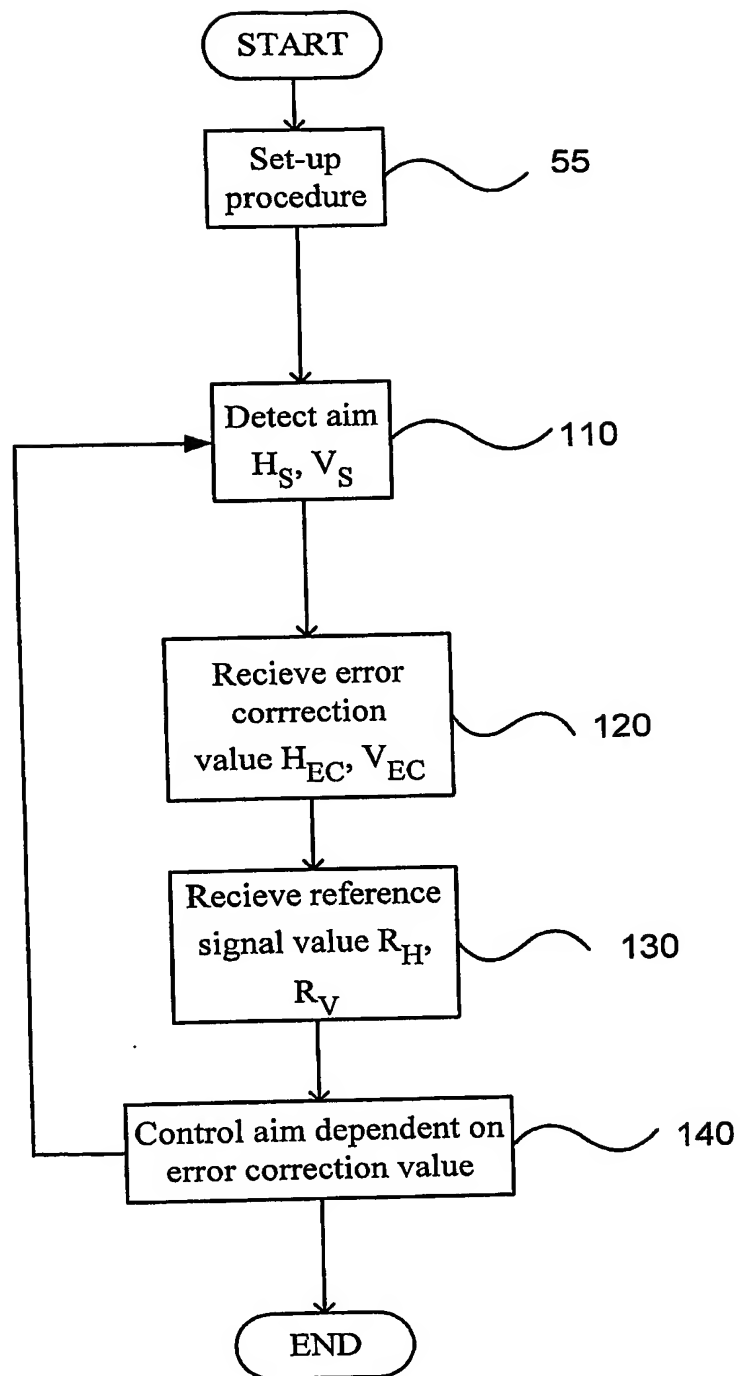 START
Set-up
procedure
55
Detect aim
H_S, V_S
110
Recieve error
corrrection
value H_EC, V_EC
120
Recieve reference
signal value R_H,
R_V
130
Control aim dependent on
error correction value
140
END